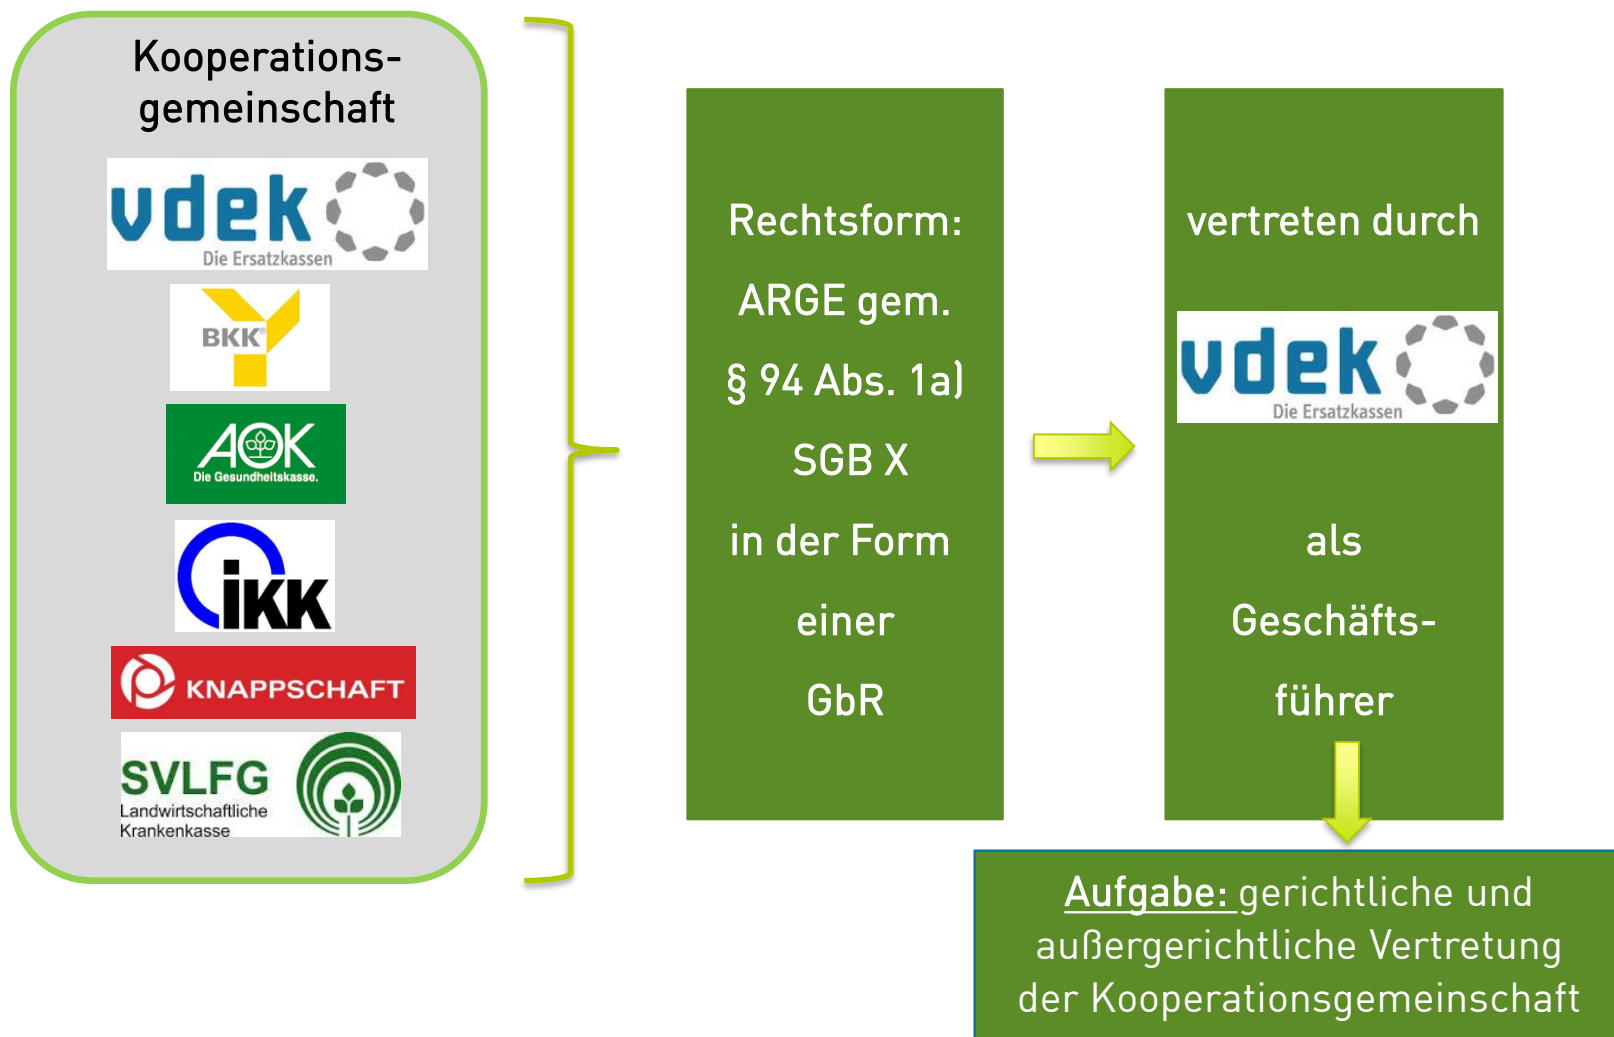 Kooperations-
gemeinschaft
vdek
Die Ersatzkassen
BKK®
AOK
Die Gesundheitskasse.
iKK
KNAPPSCHAFT
SVLFG
Landwirtschaftliche
Krankenkasse
Rechtsform:
ARGE gem.
§ 94 Abs. 1a)
SGB X
in der Form
einer
GbR
vertreten durch
vdek
Die Ersatzkassen
als
Geschäfts-
führer
Aufgabe: gerichtliche und
außergerichtliche Vertretung
der Kooperationsgemeinschaft